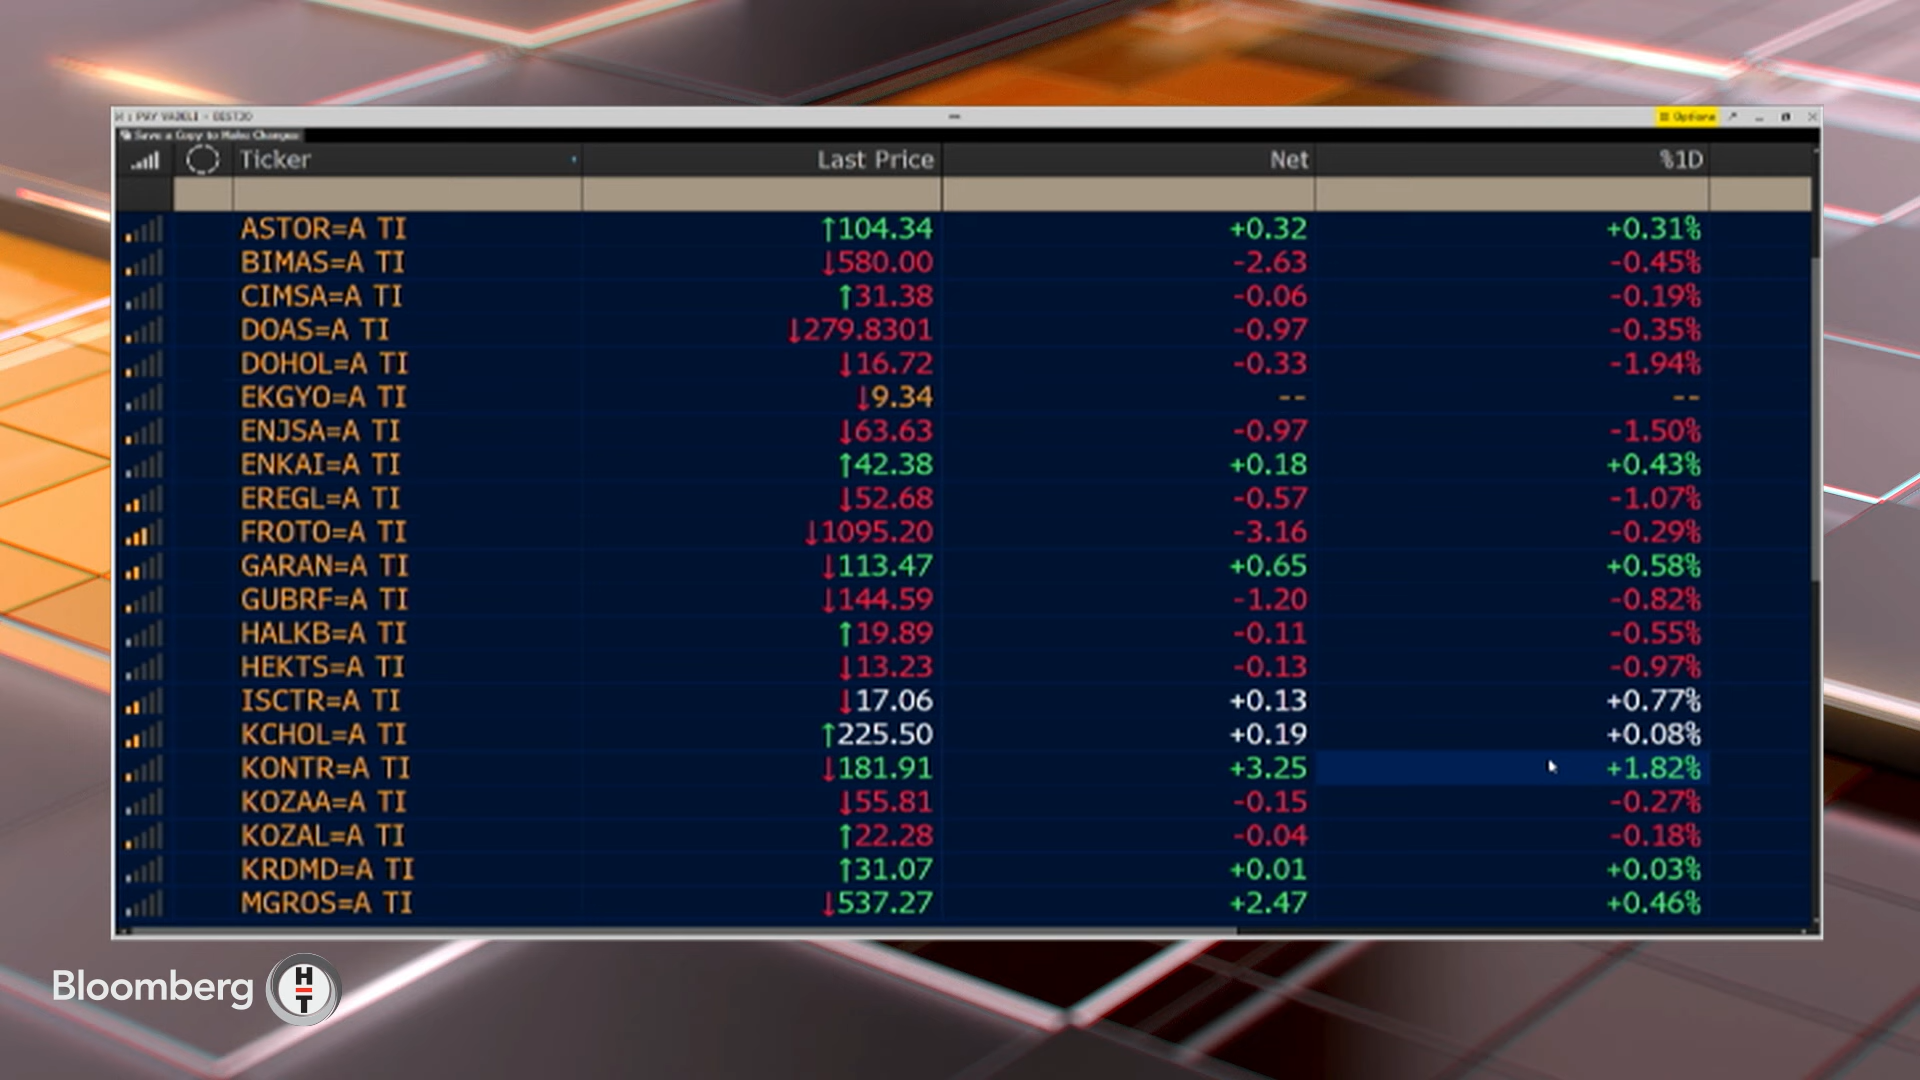 PAY VADELI - BIST30
Options
Save a Copy to Make Changes
Ticker Last Price Net %1D
ASTOR=A TI ↑104.34 +0.32 +0.31%
BIMAS=A TI ↓580.00 -2.63 -0.45%
CIMSA=A TI ↑31.38 -0.06 -0.19%
DOAS=A TI ↓279.8301 -0.97 -0.35%
DOHOL=A TI ↓16.72 -0.33 -1.94%
EKGYO=A TI ↓9.34 -- --
ENJSA=A TI ↓63.63 -0.97 -1.50%
ENKAI=A TI ↑42.38 +0.18 +0.43%
EREGL=A TI ↓52.68 -0.57 -1.07%
FROTO=A TI ↓1095.20 -3.16 -0.29%
GARAN=A TI ↓113.47 +0.65 +0.58%
GUBRF=A TI ↓144.59 -1.20 -0.82%
HALKB=A TI ↑19.89 -0.11 -0.55%
HEKTS=A TI ↓13.23 -0.13 -0.97%
ISCTR=A TI ↓17.06 +0.13 +0.77%
KCHOL=A TI ↑225.50 +0.19 +0.08%
KONTR=A TI ↓181.91 +3.25 +1.82%
KOZAA=A TI ↓55.81 -0.15 -0.27%
KOZAL=A TI ↑22.28 -0.04 -0.18%
KRDMD=A TI ↑31.07 +0.01 +0.03%
MGROS=A TI ↓537.27 +2.47 +0.46%
Bloomberg HT